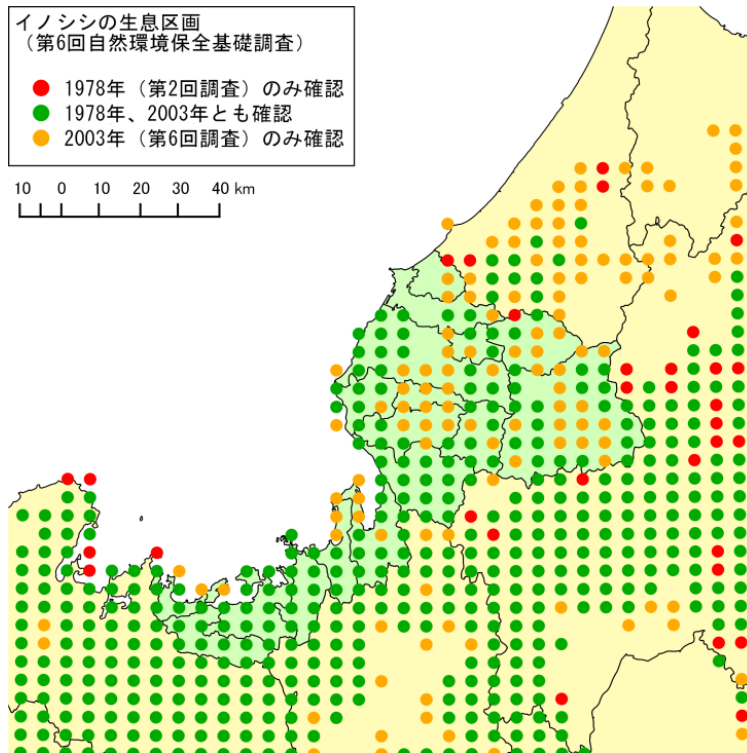 イノシシの生息区画
（第6回自然環境保全基礎調査）
1978年（第2回調査）のみ確認
1978年、2003年とも確認
2003年（第6回調査）のみ確認
10 0 10 20 30 40 km